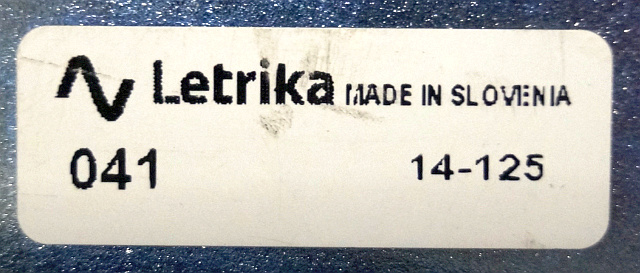 Letrika MADE IN SLOVENIA
041 14-125